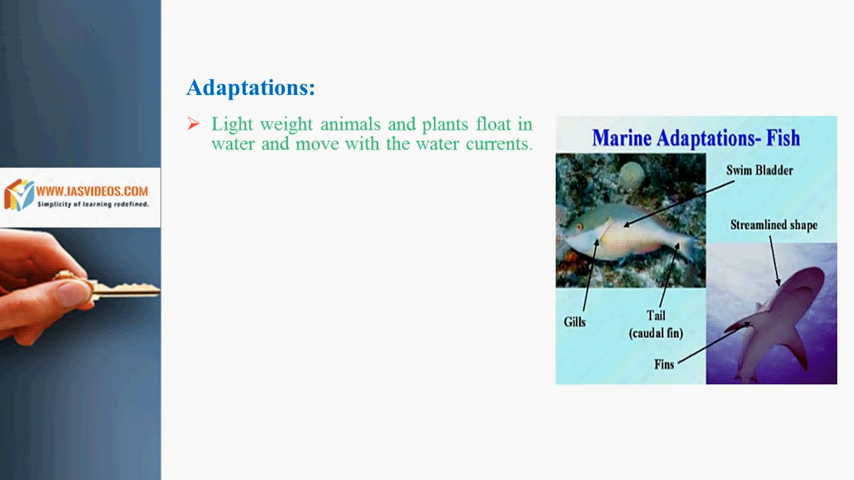 Adaptations:
➢ Light weight animals and plants float in
water and move with the water currents.
WWW.IASVIDEOS.COM
Simplicity of learning redefined.
Marine Adaptations- Fish
Swim Bladder
Streamlined shape
Gills
Tail
(caudal fin)
Fins